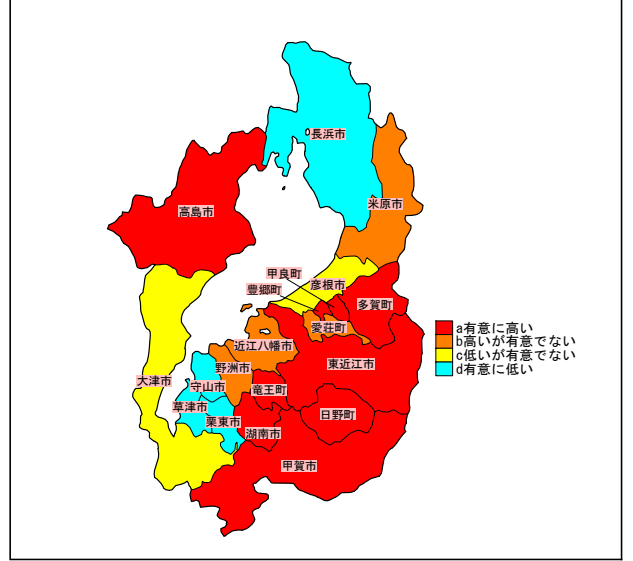 長浜市
米原市
高島市
甲良町
彦根市
豊郷町
多賀町
愛荘町
a有意に高い
b高いが有意でない
c低いが有意でない
d有意に低い
近江八幡市
東近江市
野洲市
大津市
守山市
竜王町
草津市
日野町
栗東市
湖南市
甲賀市